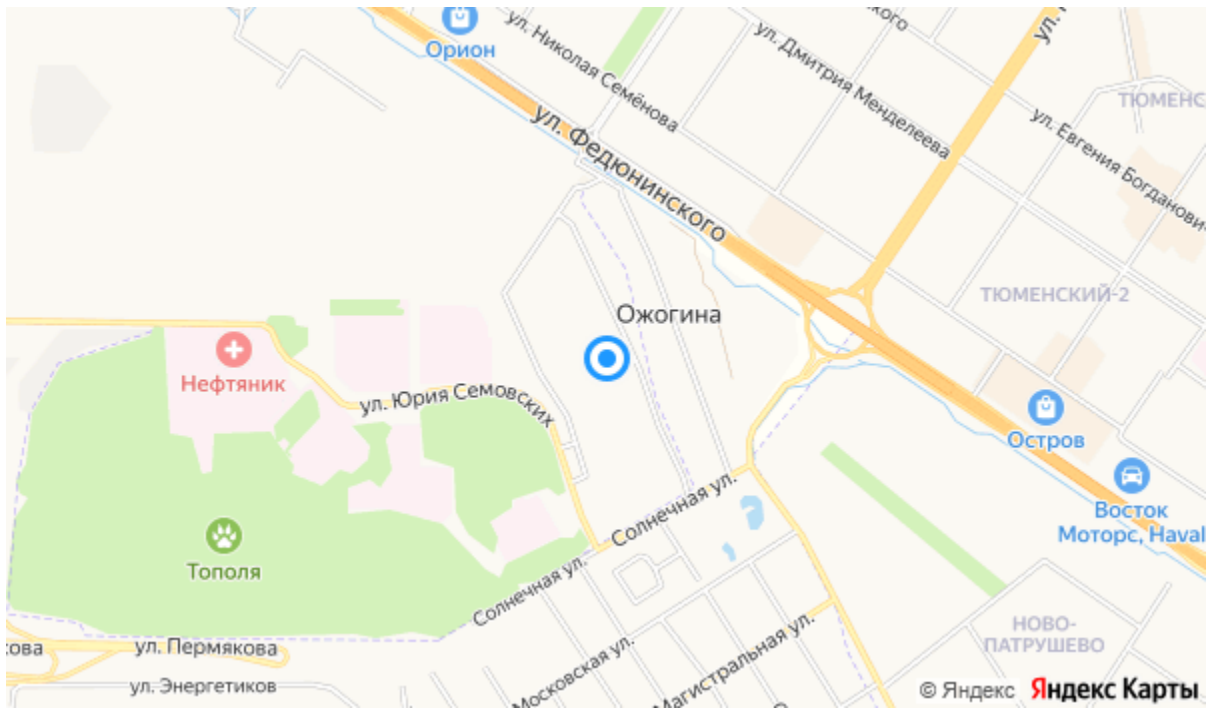 Орион
ул. Николая Семёнова
ул. Дмитрия Менделеева
ул. Евгения Богданови
ТЮМЕНС
ул. Федюнинского
ТЮМЕНСКИЙ-2
Ожогина
Нефтяник
ул. Юрия Семовских
Остров
Восток
Моторс, Haval
Солнечная ул.
Тополя
Солнечная ул.
НОВО-
ПАТРУШЕВО
ул. Пермякова
Московская ул.
Магистральная ул.
ул. Энергетиков
© Яндекс Яндекс Карты